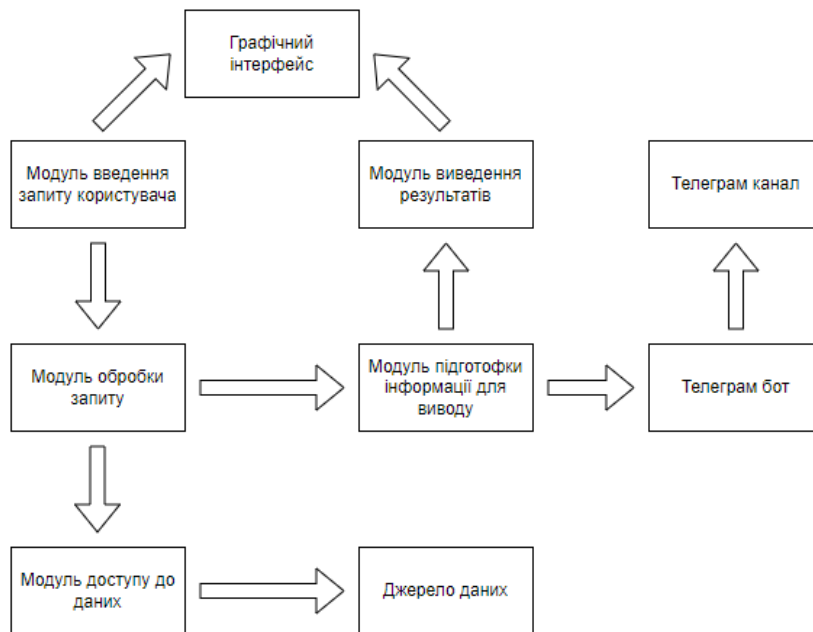 Графічний
інтерфейс
Модуль введення
запиту користувача
Модуль виведення
результатів
Телеграм канал
Модуль обробки
запиту
Модуль підготофки
інформації для
виводу
Телеграм бот
Модуль доступу до
даних
Джерело даних